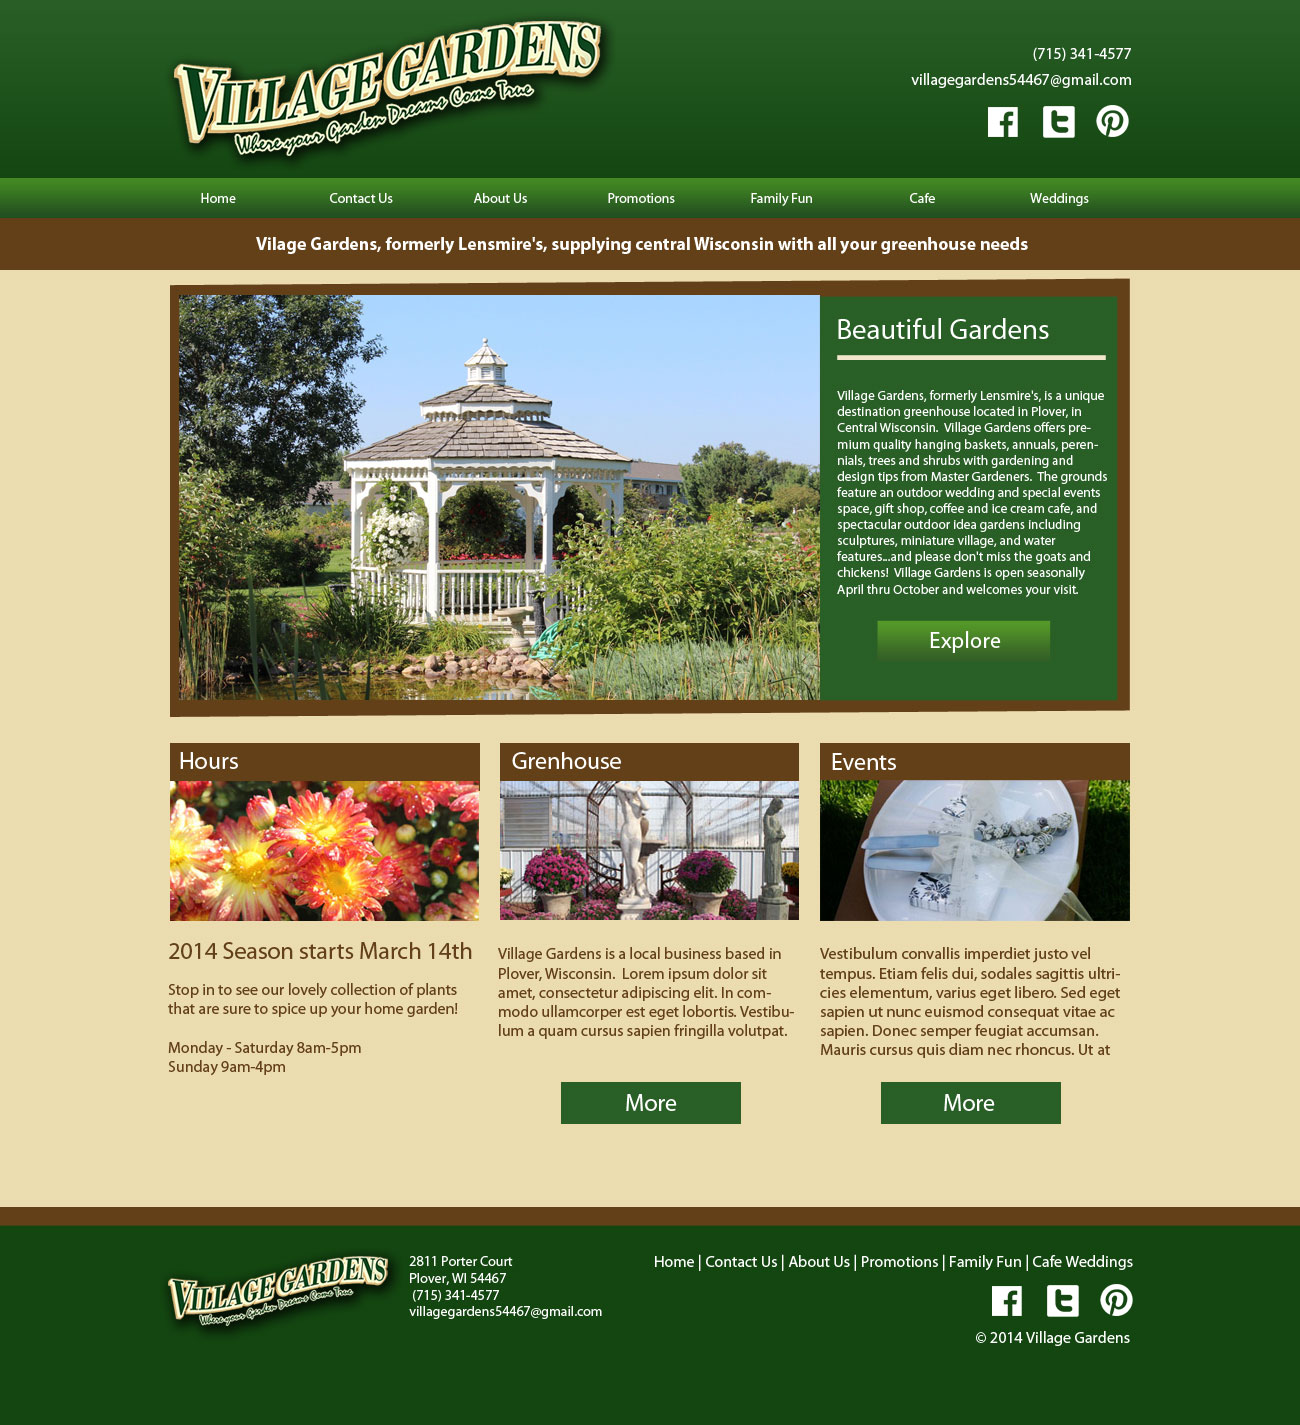 VILLAGE GARDENS
Where your Garden Dreams Come True
(715) 341-4577
villagegardens54467@gmail.com
Home
Contact Us
About Us
Promotions
Family Fun
Cafe
Weddings
Vilage Gardens, formerly Lensmire's, supplying central Wisconsin with all your greenhouse needs
Beautiful Gardens
Village Gardens, formerly Lensmire's, is a unique
destination greenhouse located in Plover, in
Central Wisconsin.  Village Gardens offers pre-
mium quality hanging baskets, annuals, peren-
nials, trees and shrubs with gardening and
design tips from Master Gardeners.  The grounds
feature an outdoor wedding and special events
space, gift shop, coffee and ice cream cafe, and
spectacular outdoor idea gardens including
sculptures, miniature village, and water
features...and please don't miss the goats and
chickens!  Village Gardens is open seasonally
April thru October and welcomes your visit.
Explore
Hours
2014 Season starts March 14th
Stop in to see our lovely collection of plants
that are sure to spice up your home garden!
Monday - Saturday 8am-5pm
Sunday 9am-4pm
Grenhouse
Village Gardens is a local business based in
Plover, Wisconsin.  Lorem ipsum dolor sit
amet, consectetur adipiscing elit. In com-
modo ullamcorper est eget lobortis. Vestibu-
lum a quam cursus sapien fringilla volutpat.
More
Events
Vestibulum convallis imperdiet justo vel
tempus. Etiam felis dui, sodales sagittis ultri-
cies elementum, varius eget libero. Sed eget
sapien ut nunc euismod consequat vitae ac
sapien. Donec semper feugiat accumsan.
Mauris cursus quis diam nec rhoncus. Ut at
More
VILLAGE GARDENS
Where your Garden Dreams Come True
2811 Porter Court
Plover, WI 54467
(715) 341-4577
villagegardens54467@gmail.com
Home | Contact Us | About Us | Promotions | Family Fun | Cafe Weddings
© 2014 Village Gardens